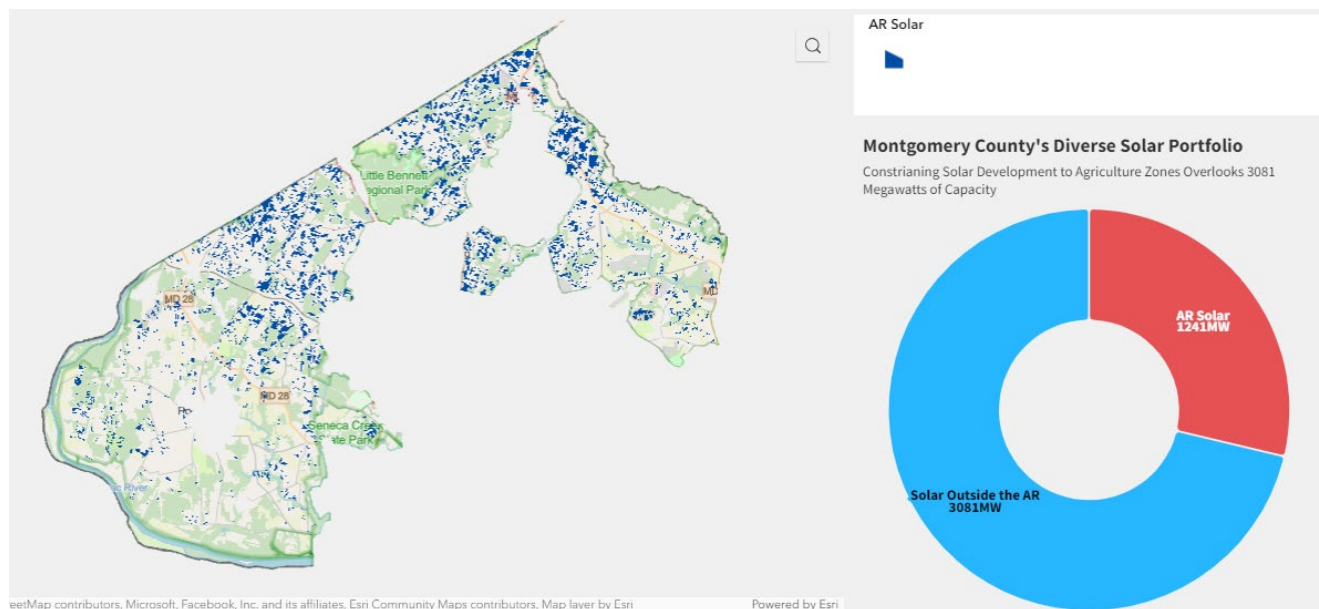 AR Solar
Montgomery County's Diverse Solar Portfolio
Constrianing Solar Development to Agriculture Zones Overlooks 3081
Megawatts of Capacity
AR Solar
1241MW
Solar Outside the AR
3081MW
Little Bennett
Regional Park
MD 28
MD 28
Seneca Creek
State Park
River
eetMap contributors, Microsoft, Facebook, Inc. and its affiliates, Esri Community Maps contributors, Map layer by Esri
Powered by Esri